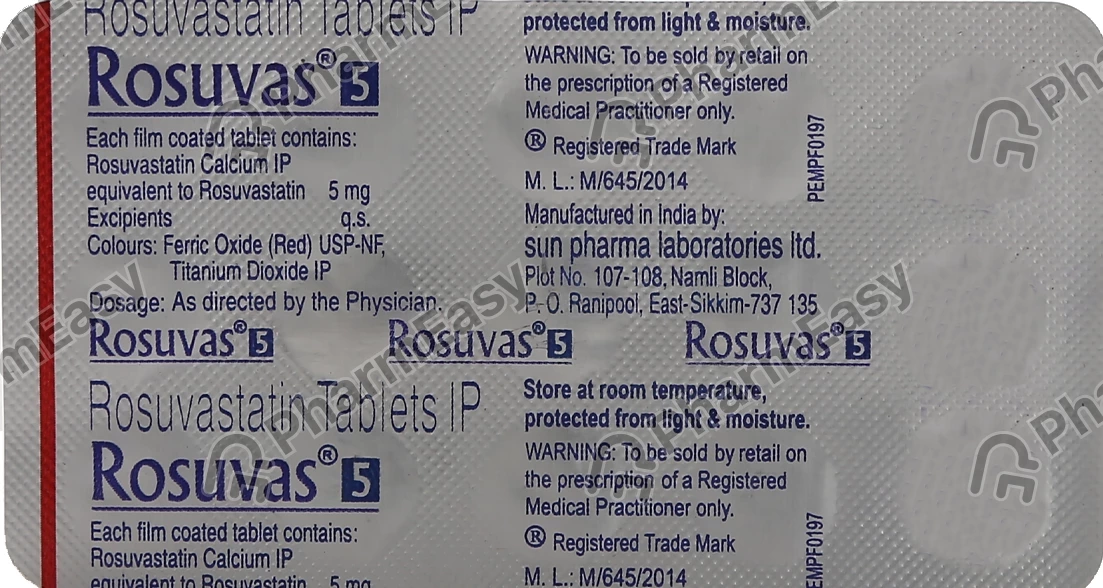 Rosuvastatin Tablets IP
Rosuvas® 5
Each film coated tablet contains:
Rosuvastatin Calcium IP
equivalent to Rosuvastatin 5 mg
Excipients q.s.
Colours: Ferric Oxide (Red) USP-NF,
Titanium Dioxide IP
Dosage: As directed by the Physician.
protected from light & moisture.
WARNING: To be sold by retail on
the prescription of a Registered
Medical Practitioner only.
® Registered Trade Mark
M. L.: M/645/2014
Manufactured in India by:
sun pharma laboratories ltd.
Plot No. 107-108, Namli Block,
P. O. Ranipool, East-Sikkim-737 135
PEMPF0197
Rosuvas® 5 Rosuvas® 5 Rosuvas® 5
Rosuvastatin Tablets IP
Rosuvas® 5
Each film coated tablet contains:
Rosuvastatin Calcium IP
equivalent to Rosuvastatin 5 mg
Store at room temperature,
protected from light & moisture.
WARNING: To be sold by retail on
the prescription of a Registered
Medical Practitioner only.
® Registered Trade Mark
M. L.: M/645/2014
EMPF0197
PharmEasy